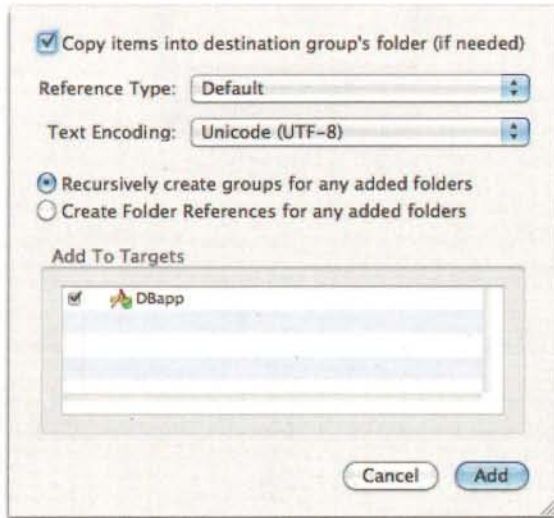 Copy items into destination group's folder (if needed)
Reference Type: Default
Text Encoding: Unicode (UTF-8)
Recursively create groups for any added folders
Create Folder References for any added folders
Add To Targets
DBapp
Cancel Add